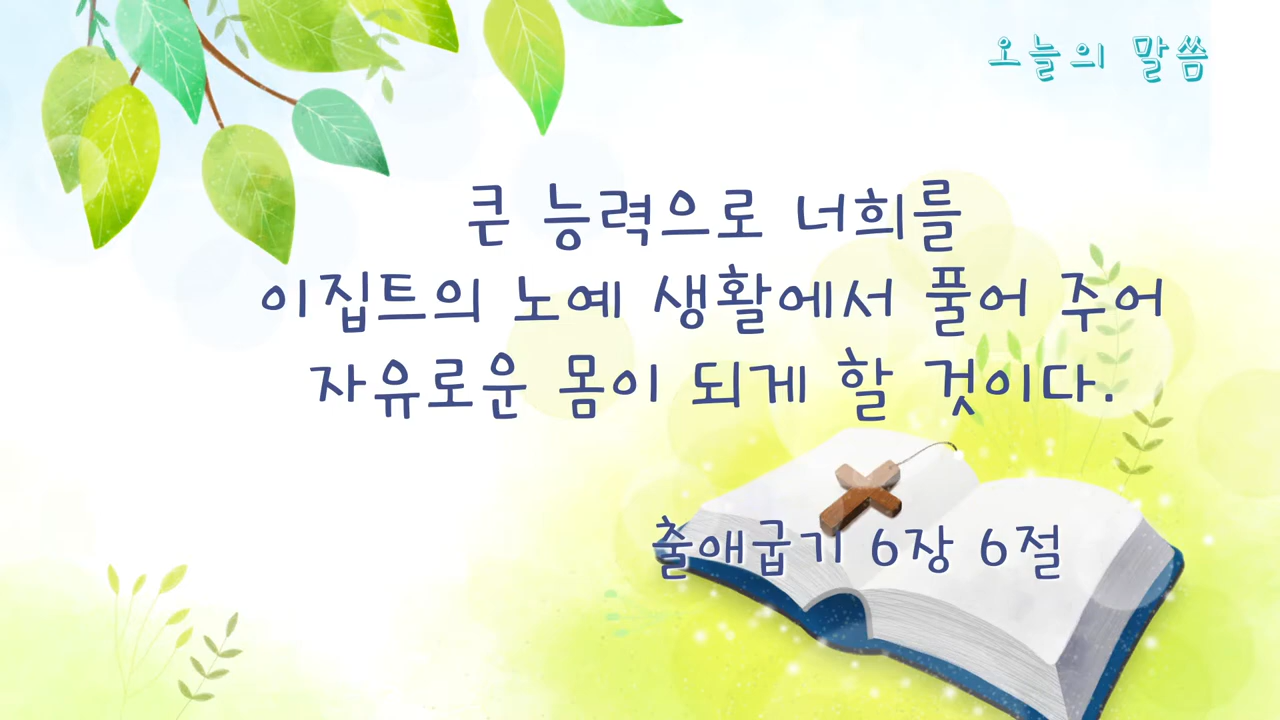 오늘의 말씀
큰 능력으로 너희를
이집트의 노예 생활에서 풀어 주어
자유로운 몸이 되게 할 것이다.
출애굽기 6장 6절